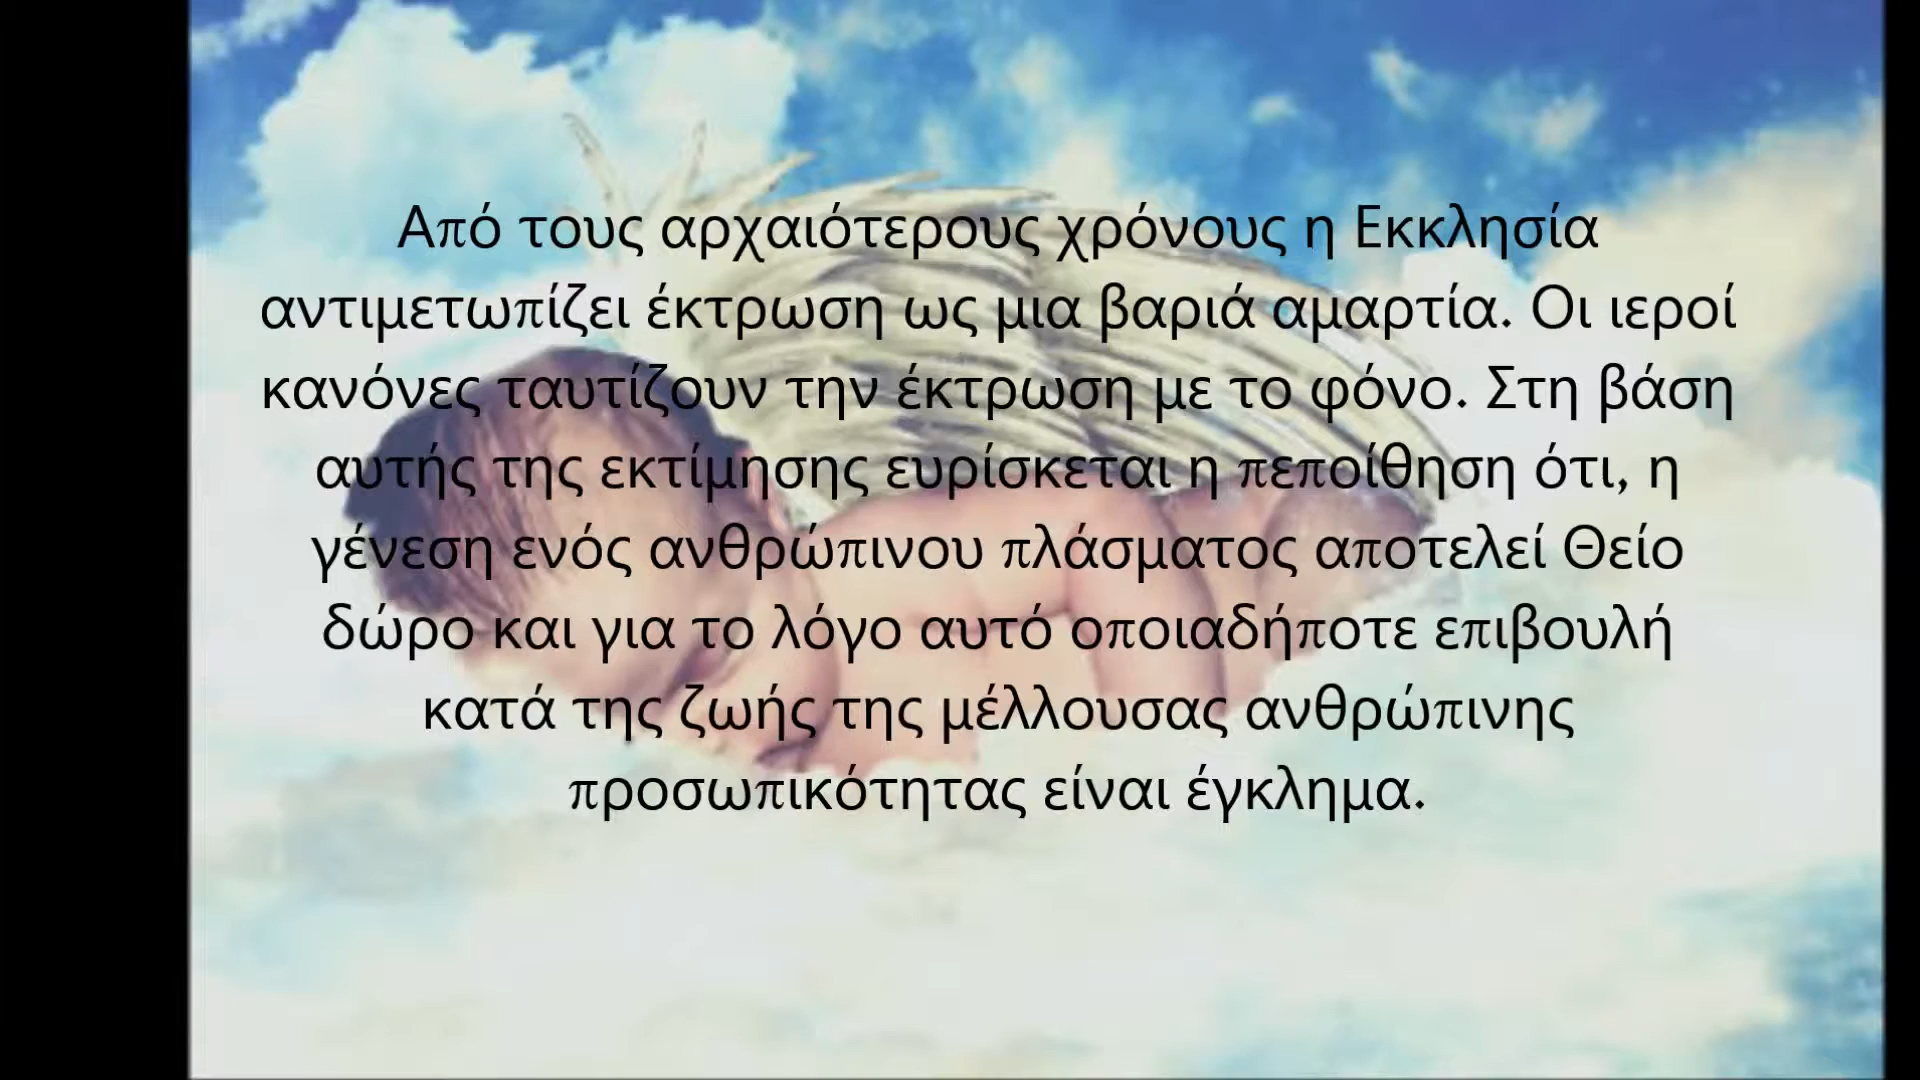 Από τους αρχαιότερους χρόνους η Εκκλησία
αντιμετωπίζει έκτρωση ως μια βαριά αμαρτία. Οι ιεροί
κανόνες ταυτίζουν την έκτρωση με το φόνο. Στη βάση
αυτής της εκτίμησης ευρίσκεται η πεποίθηση ότι, η
γένεση ενός ανθρώπινου πλάσματος αποτελεί Θείο
δώρο και για το λόγο αυτό οποιαδήποτε επιβουλή
κατά της ζωής της μέλλουσας ανθρώπινης
προσωπικότητας είναι έγκλημα.